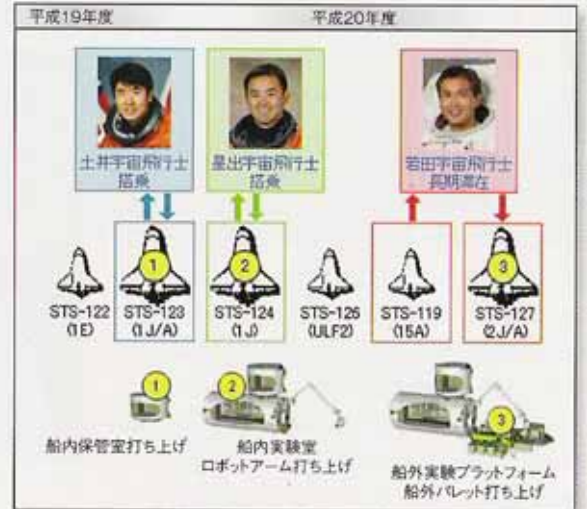 平成19年度
平成20年度
土井宇宙飛行士
搭乗
星出宇宙飛行士
搭乗
若田宇宙飛行士
長期滞在
1
2
3
STS-122
(1E)
STS-123
(1J/A)
STS-124
(1J)
STS-126
(ULF2)
STS-119
(15A)
STS-127
(2J/A)
1
船内保管室打ち上げ
2
船内実験室
ロボットアーム打ち上げ
3
船外実験プラットフォーム
船外パレット打ち上げ